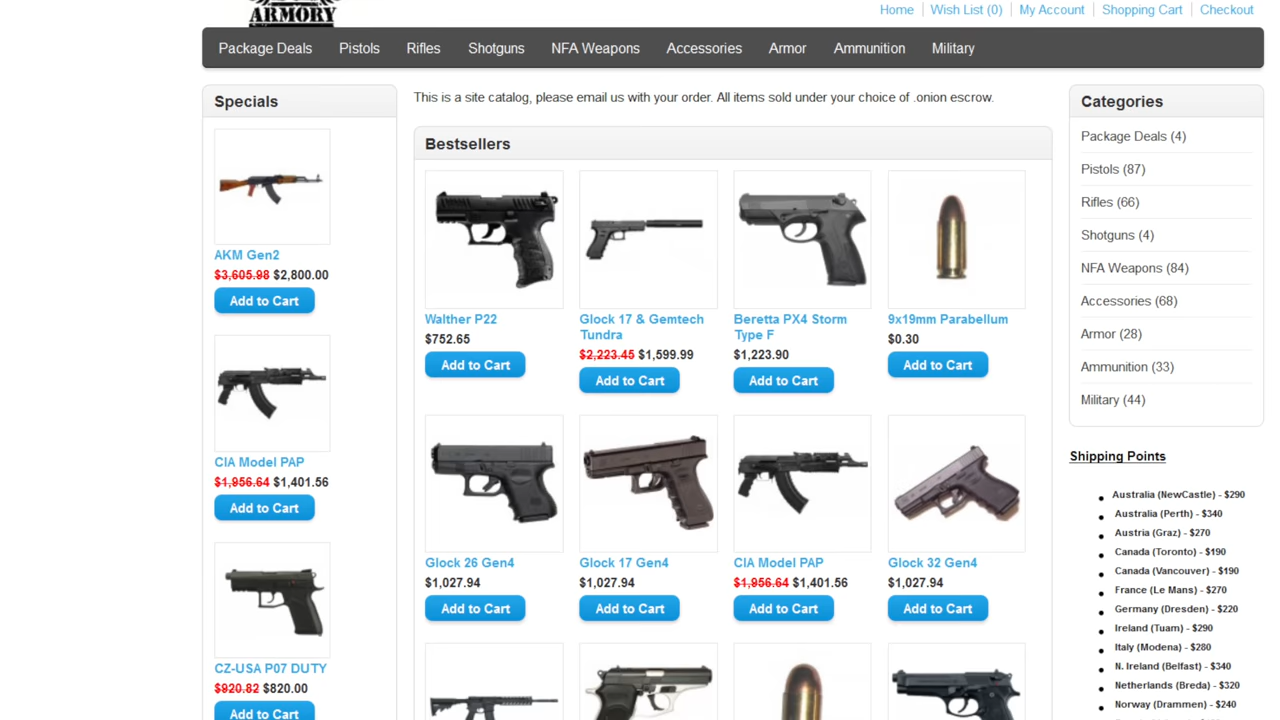 ARMORY
Home
Wish List (0)
My Account
Shopping Cart
Checkout
Package Deals
Pistols
Rifles
Shotguns
NFA Weapons
Accessories
Armor
Ammunition
Military
Specials
AKM Gen2
$3,605.98 $2,800.00
Add to Cart
CIA Model PAP
$1,956.64 $1,401.56
Add to Cart
CZ-USA P07 DUTY
$920.82 $820.00
Add to Cart
This is a site catalog, please email us with your order. All items sold under your choice of .onion escrow.
Bestsellers
Walther P22
$752.65
Add to Cart
Glock 17 & Gemtech
Tundra
$2,223.45 $1,599.99
Add to Cart
Beretta PX4 Storm
Type F
$1,223.90
Add to Cart
9x19mm Parabellum
$0.30
Add to Cart
Glock 26 Gen4
$1,027.94
Add to Cart
Glock 17 Gen4
$1,027.94
Add to Cart
CIA Model PAP
$1,956.64 $1,401.56
Add to Cart
Glock 32 Gen4
$1,027.94
Add to Cart
Categories
Package Deals (4)
Pistols (87)
Rifles (66)
Shotguns (4)
NFA Weapons (84)
Accessories (68)
Armor (28)
Ammunition (33)
Military (44)
Shipping Points
Australia (NewCastle) - $290
Australia (Perth) - $340
Austria (Graz) - $270
Canada (Toronto) - $190
Canada (Vancouver) - $190
France (Le Mans) - $270
Germany (Dresden) - $220
Ireland (Tuam) - $290
Italy (Modena) - $280
N. Ireland (Belfast) - $340
Netherlands (Breda) - $320
Norway (Drammen) - $240